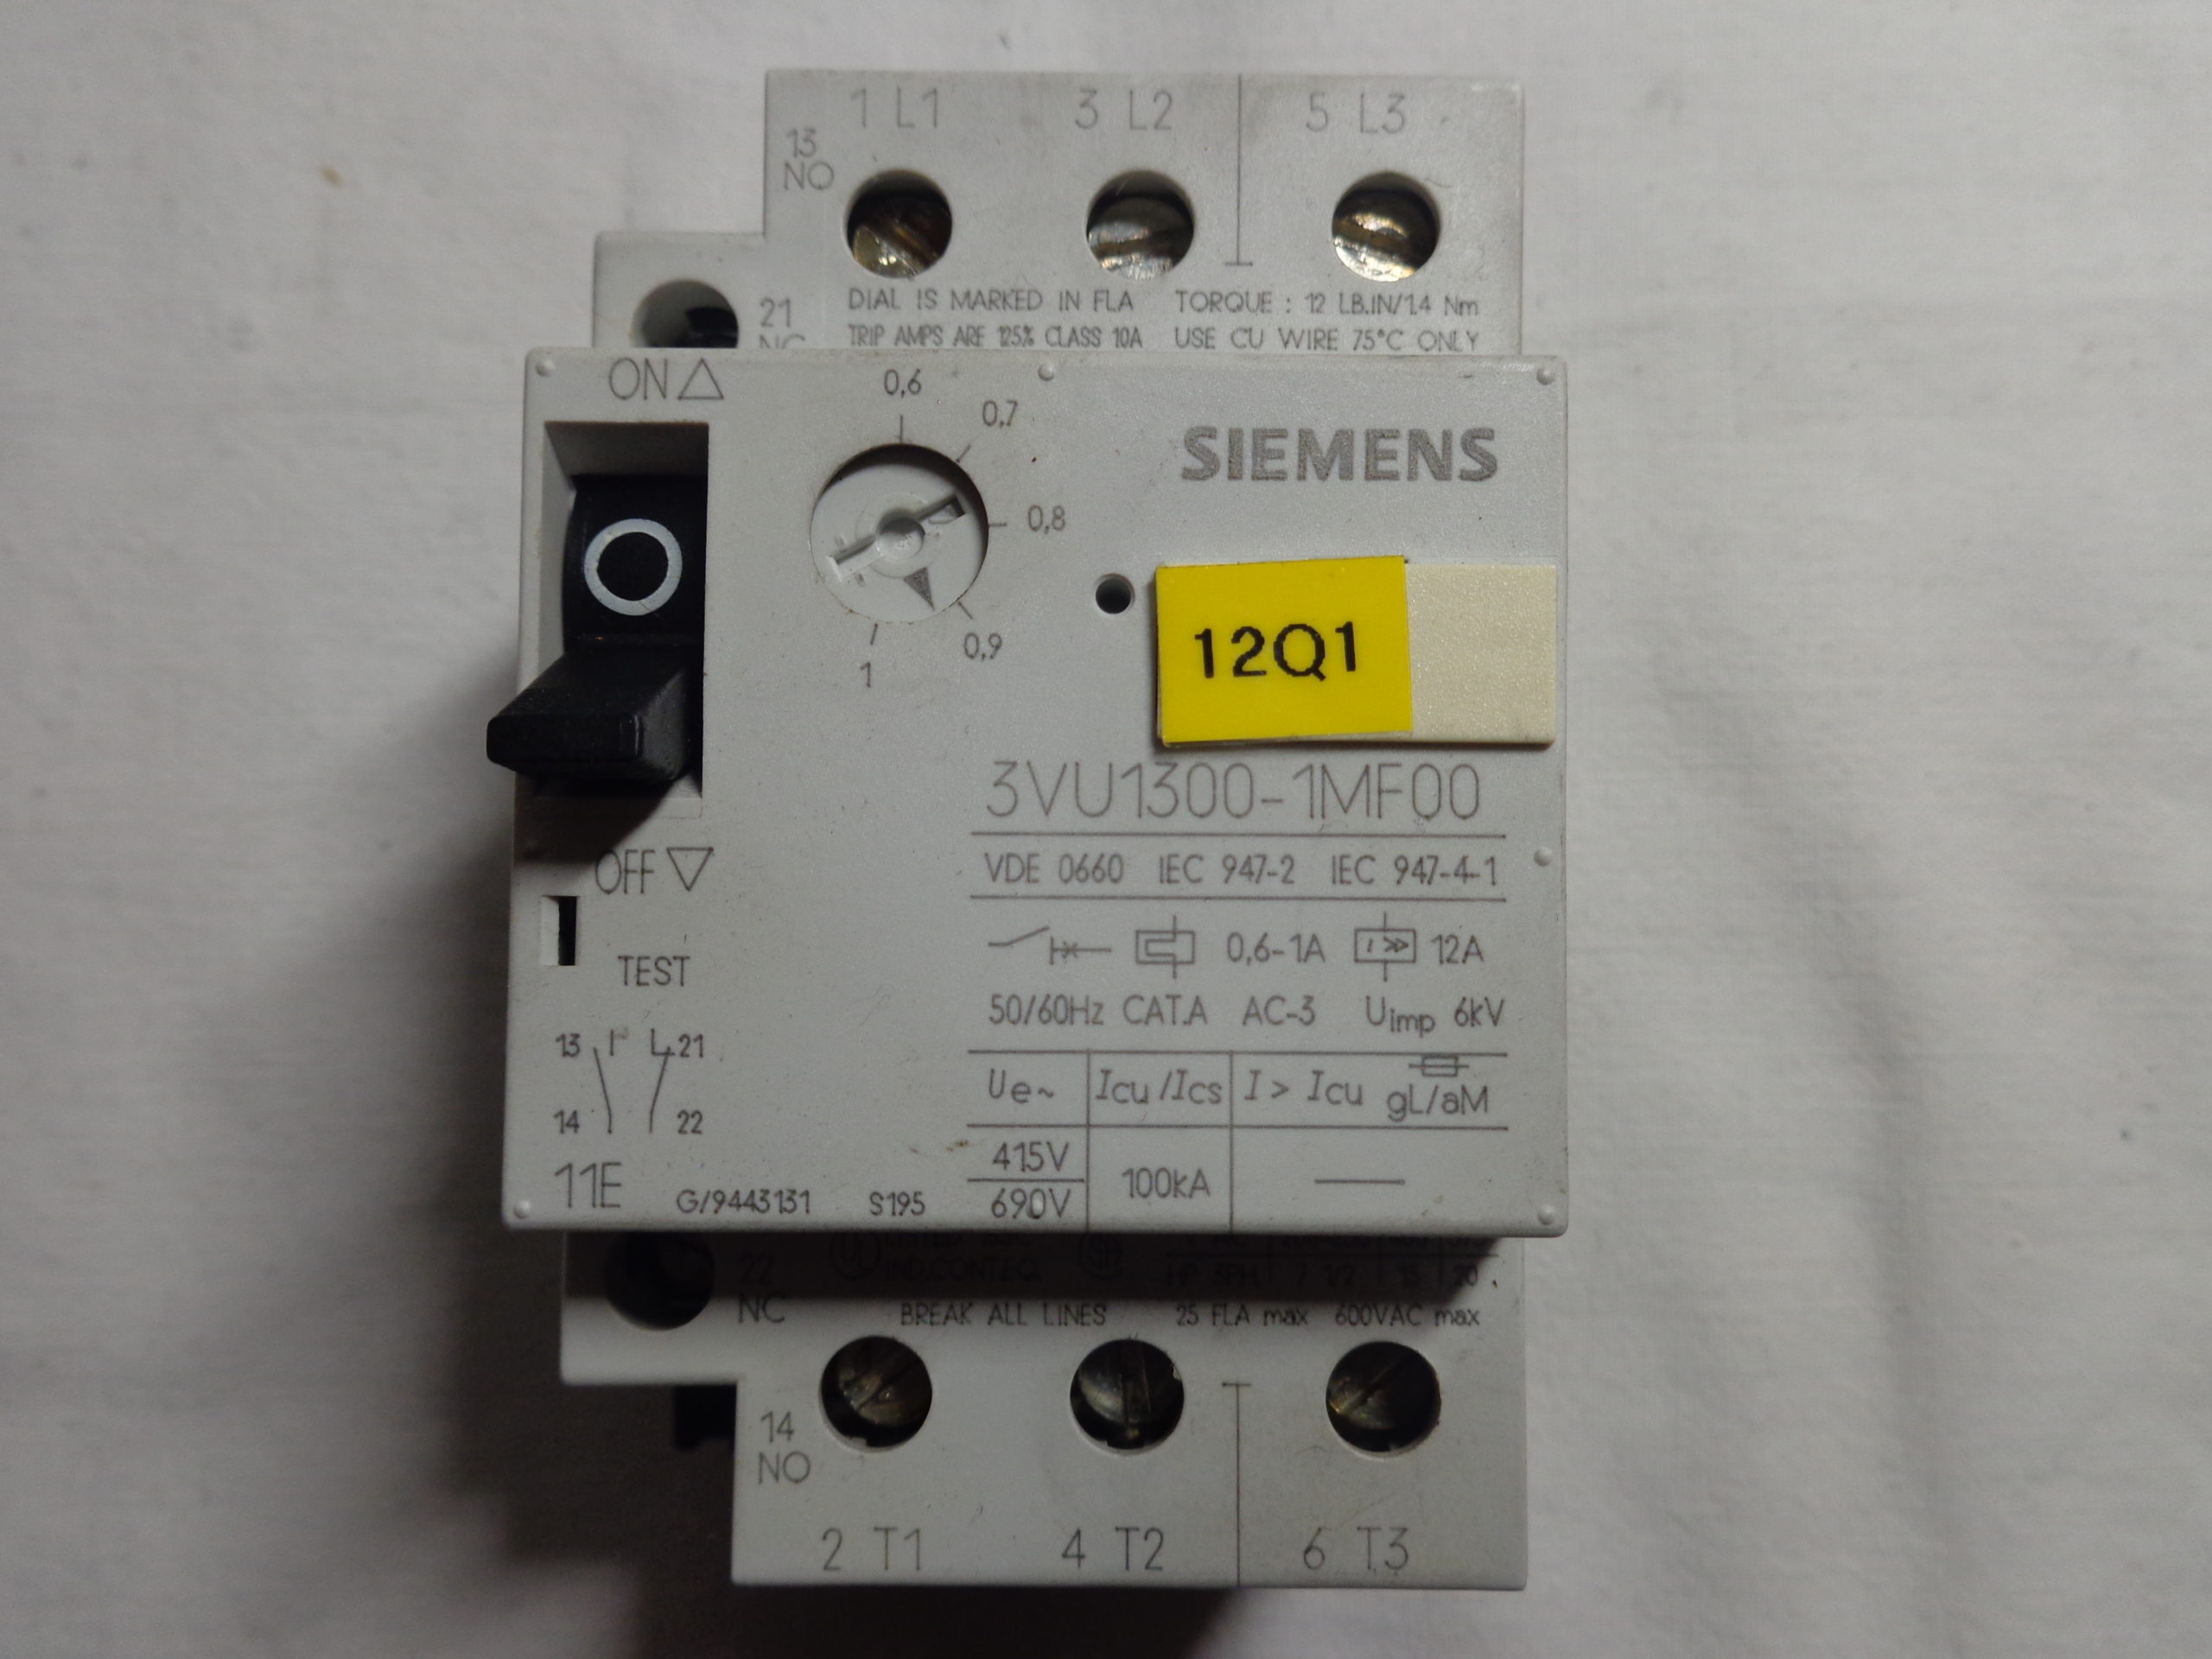 1 L1 3 L2 5 L3
13
NO
21
DIAL IS MARKED IN FLA TORQUE : 12 LB.IN/1.4 Nm
TRIP AMPS ARE 125% CLASS 10A USE CU WIRE 75°C ONLY
ON △
0,6
0,7
0,8
0,9
1
SIEMENS
12Q1
OFF ▽
TEST
3VU1300-1MF00
VDE 0660 IEC 947-2 IEC 947-4-1
0,6-1A I >> 12A
50/60Hz CAT.A AC-3 Uimp 6kV
Ue~ Icu/Ics I > Icu gL/aM
415V
690V
100kA
13 21
14 22
11E G/9443131 S195
22
NC
IND.CONT.EQ.
BREAK ALL LINES 25 FLA max 600VAC max
14
NO
2 T1 4 T2 6 T3